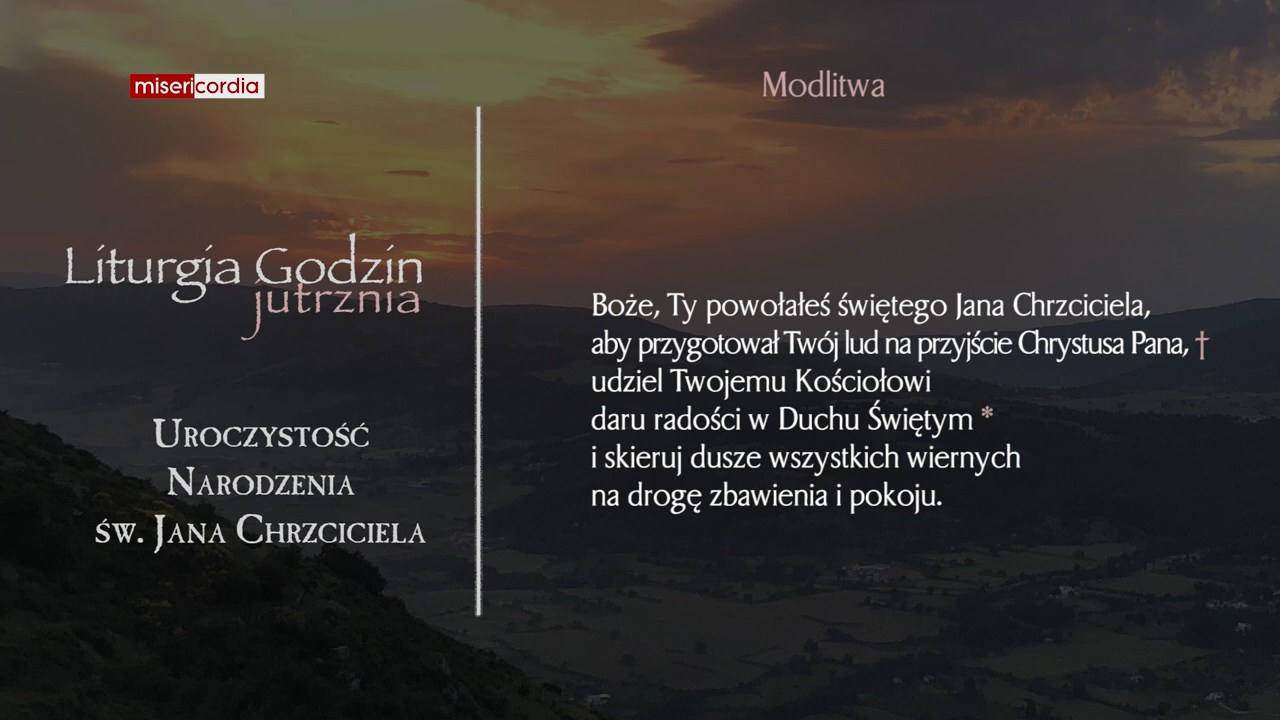 misericordia
Liturgia Godzin
jutrznia
Uroczystość
Narodzenia
św. Jana Chrzciciela
Modlitwa
Boże, Ty powołałeś świętego Jana Chrzciciela,
aby przygotował Twój lud na przyjście Chrystusa Pana, †
udziel Twojemu Kościołowi
daru radości w Duchu Świętym *
i skieruj dusze wszystkich wiernych
na drogę zbawienia i pokoju.